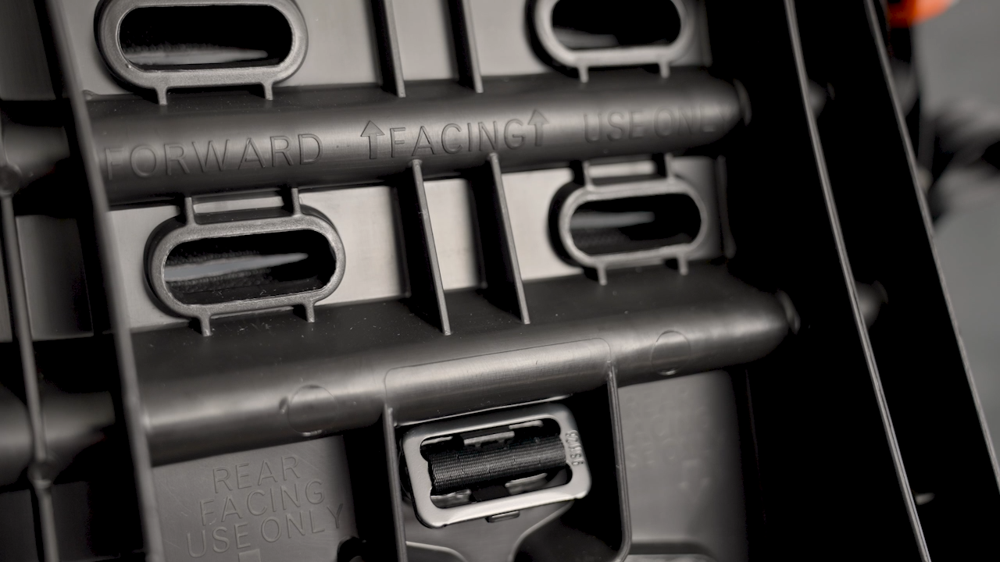 FORWARD ↑FACING↑ USE ONLY
REAR
FACING
USE ONLY